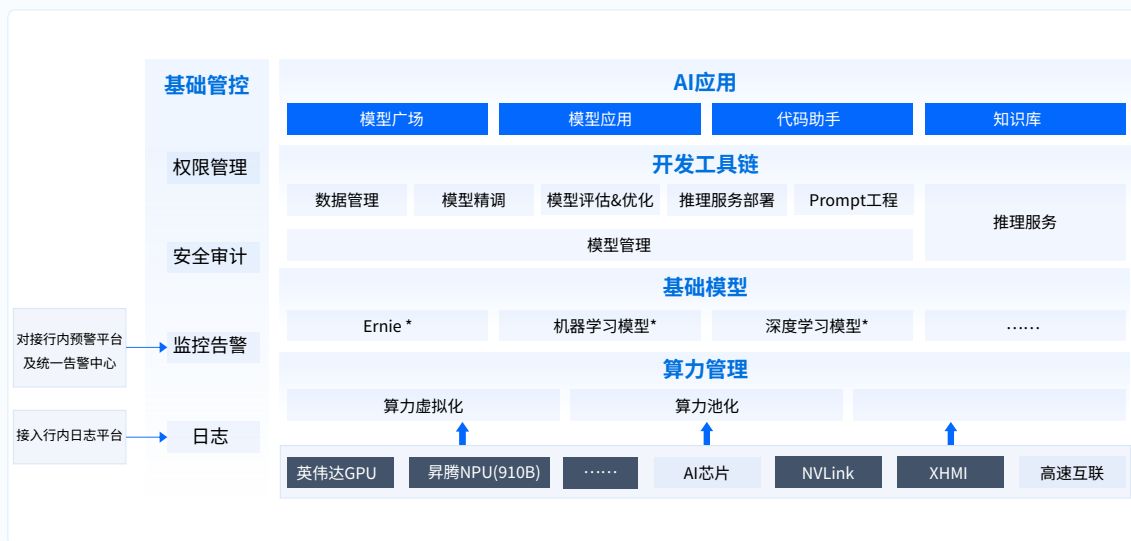 基础管控
权限管理
安全审计
监控告警
日志
对接行内预警平台
及统一告警中心
接入行内日志平台
AI应用
模型广场
模型应用
代码助手
知识库
开发工具链
数据管理
模型精调
模型评估&优化
推理服务部署
Prompt工程
推理服务
模型管理
基础模型
Ernie *
机器学习模型*
深度学习模型*
……
算力管理
算力虚拟化
算力池化
英伟达GPU
昇腾NPU(910B)
……
AI芯片
NVLink
XHMI
高速互联